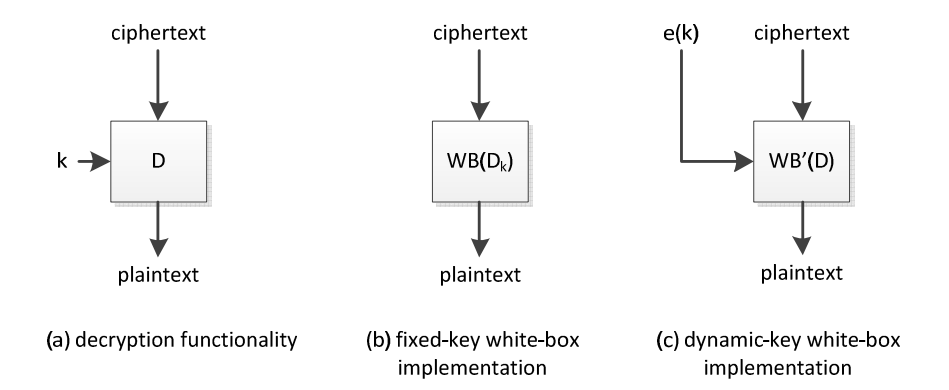 ciphertext
k
D
plaintext
(a) decryption functionality
ciphertext
WB(Dk)
plaintext
(b) fixed-key white-box
implementation
e(k)
ciphertext
WB’(D)
plaintext
(c) dynamic-key white-box
implementation